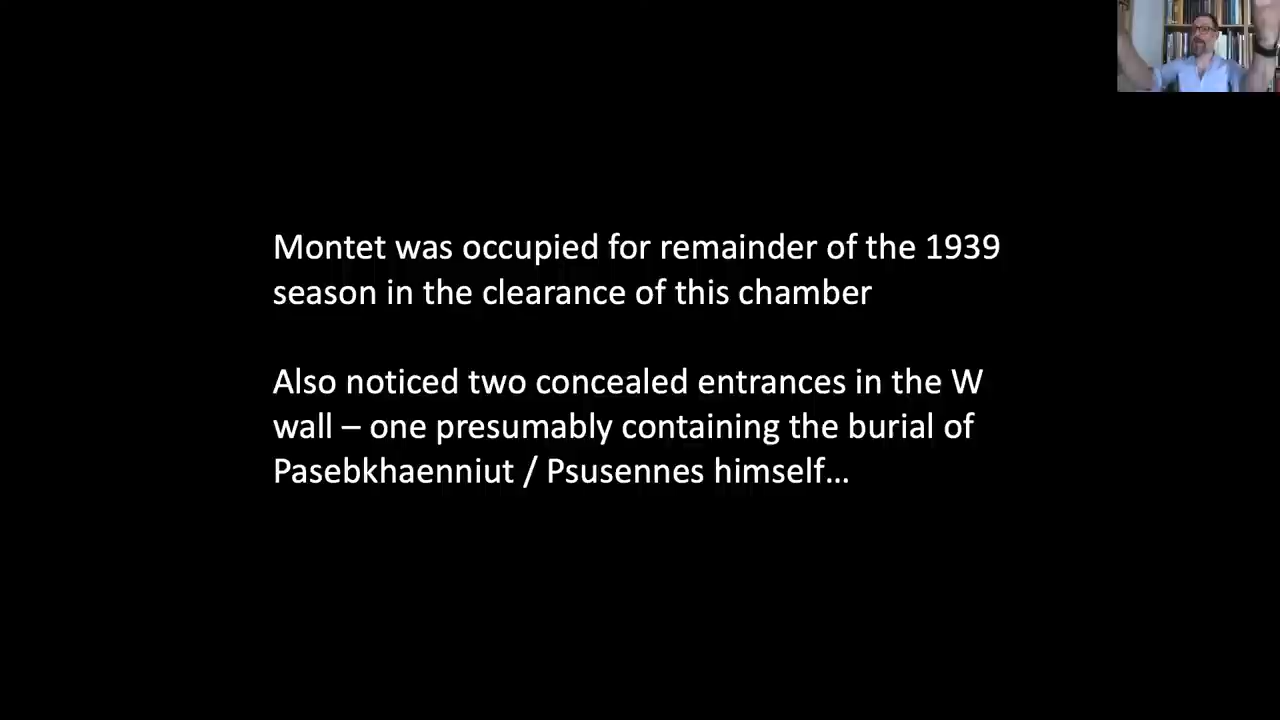 Montet was occupied for remainder of the 1939
season in the clearance of this chamber
Also noticed two concealed entrances in the W
wall – one presumably containing the burial of
Pasebkhaenniut / Psusennes himself…